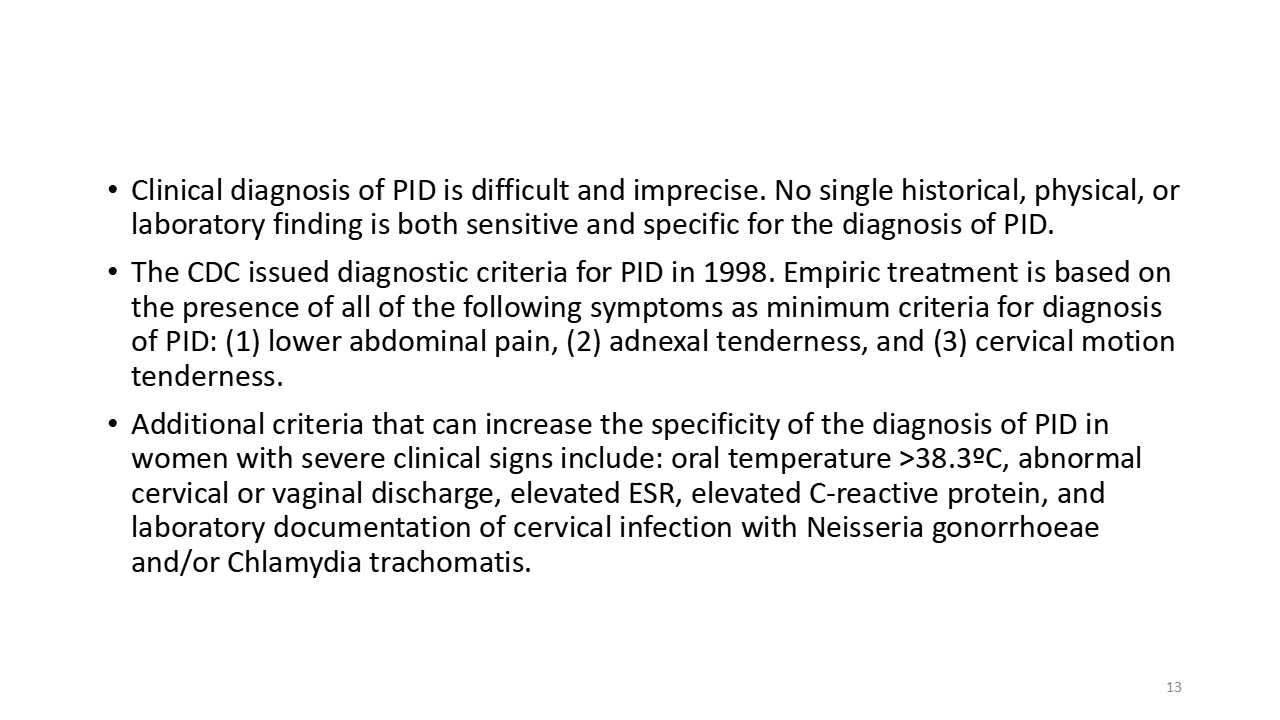 • Clinical diagnosis of PID is difficult and imprecise. No single historical, physical, or
laboratory finding is both sensitive and specific for the diagnosis of PID.
• The CDC issued diagnostic criteria for PID in 1998. Empiric treatment is based on
the presence of all of the following symptoms as minimum criteria for diagnosis
of PID: (1) lower abdominal pain, (2) adnexal tenderness, and (3) cervical motion
tenderness.
• Additional criteria that can increase the specificity of the diagnosis of PID in
women with severe clinical signs include: oral temperature >38.3ºC, abnormal
cervical or vaginal discharge, elevated ESR, elevated C-reactive protein, and
laboratory documentation of cervical infection with Neisseria gonorrhoeae
and/or Chlamydia trachomatis.
13